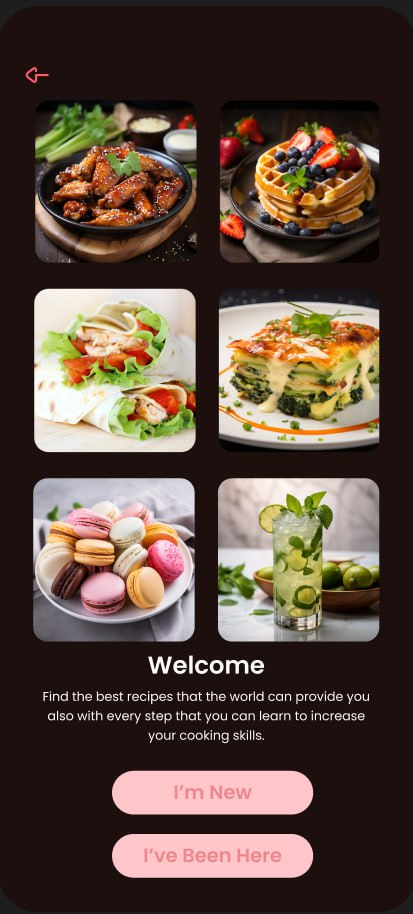 Welcome
Find the best recipes that the world can provide you
also with every step that you can learn to increase
your cooking skills.
I'm New
I've Been Here